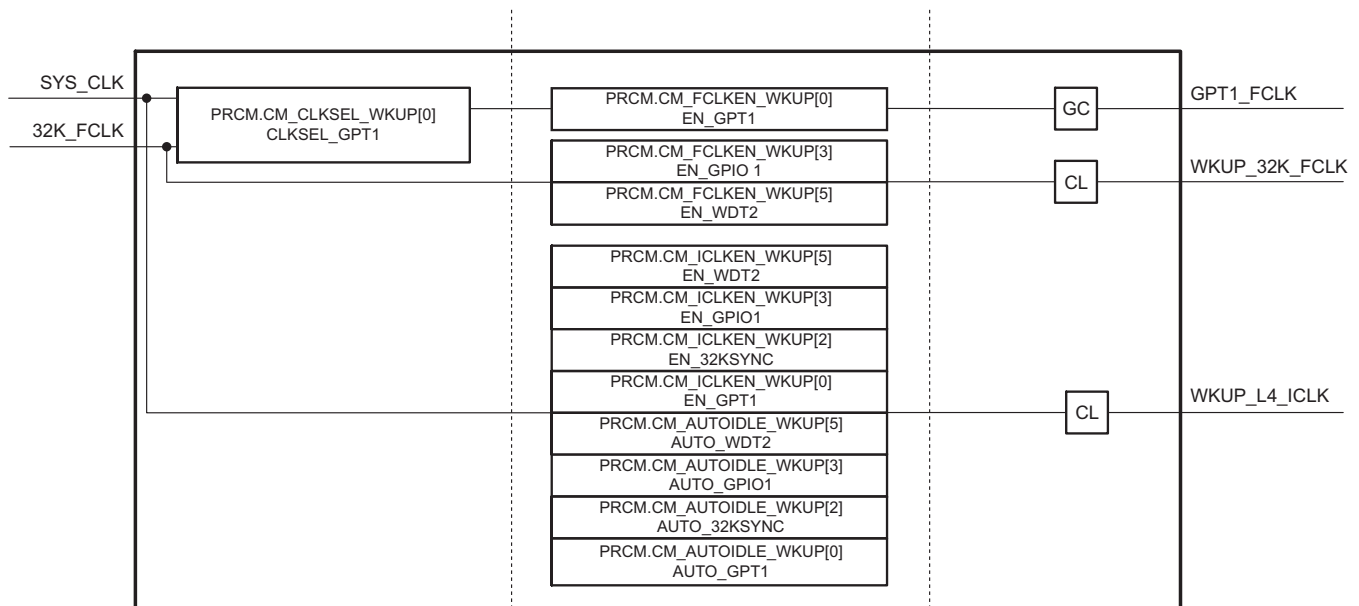 SYS_CLK
32K_FCLK
PRCM.CM_CLKSEL_WKUP[0]
CLKSEL_GPT1
PRCM.CM_FCLKEN_WKUP[0]
EN_GPT1
GC
GPT1_FCLK
PRCM.CM_FCLKEN_WKUP[3]
EN_GPIO 1
PRCM.CM_FCLKEN_WKUP[5]
EN_WDT2
CL
WKUP_32K_FCLK
PRCM.CM_ICLKEN_WKUP[5]
EN_WDT2
PRCM.CM_ICLKEN_WKUP[3]
EN_GPIO1
PRCM.CM_ICLKEN_WKUP[2]
EN_32KSYNC
PRCM.CM_ICLKEN_WKUP[0]
EN_GPT1
PRCM.CM_AUTOIDLE_WKUP[5]
AUTO_WDT2
PRCM.CM_AUTOIDLE_WKUP[3]
AUTO_GPIO1
PRCM.CM_AUTOIDLE_WKUP[2]
AUTO_32KSYNC
PRCM.CM_AUTOIDLE_WKUP[0]
AUTO_GPT1
CL
WKUP_L4_ICLK